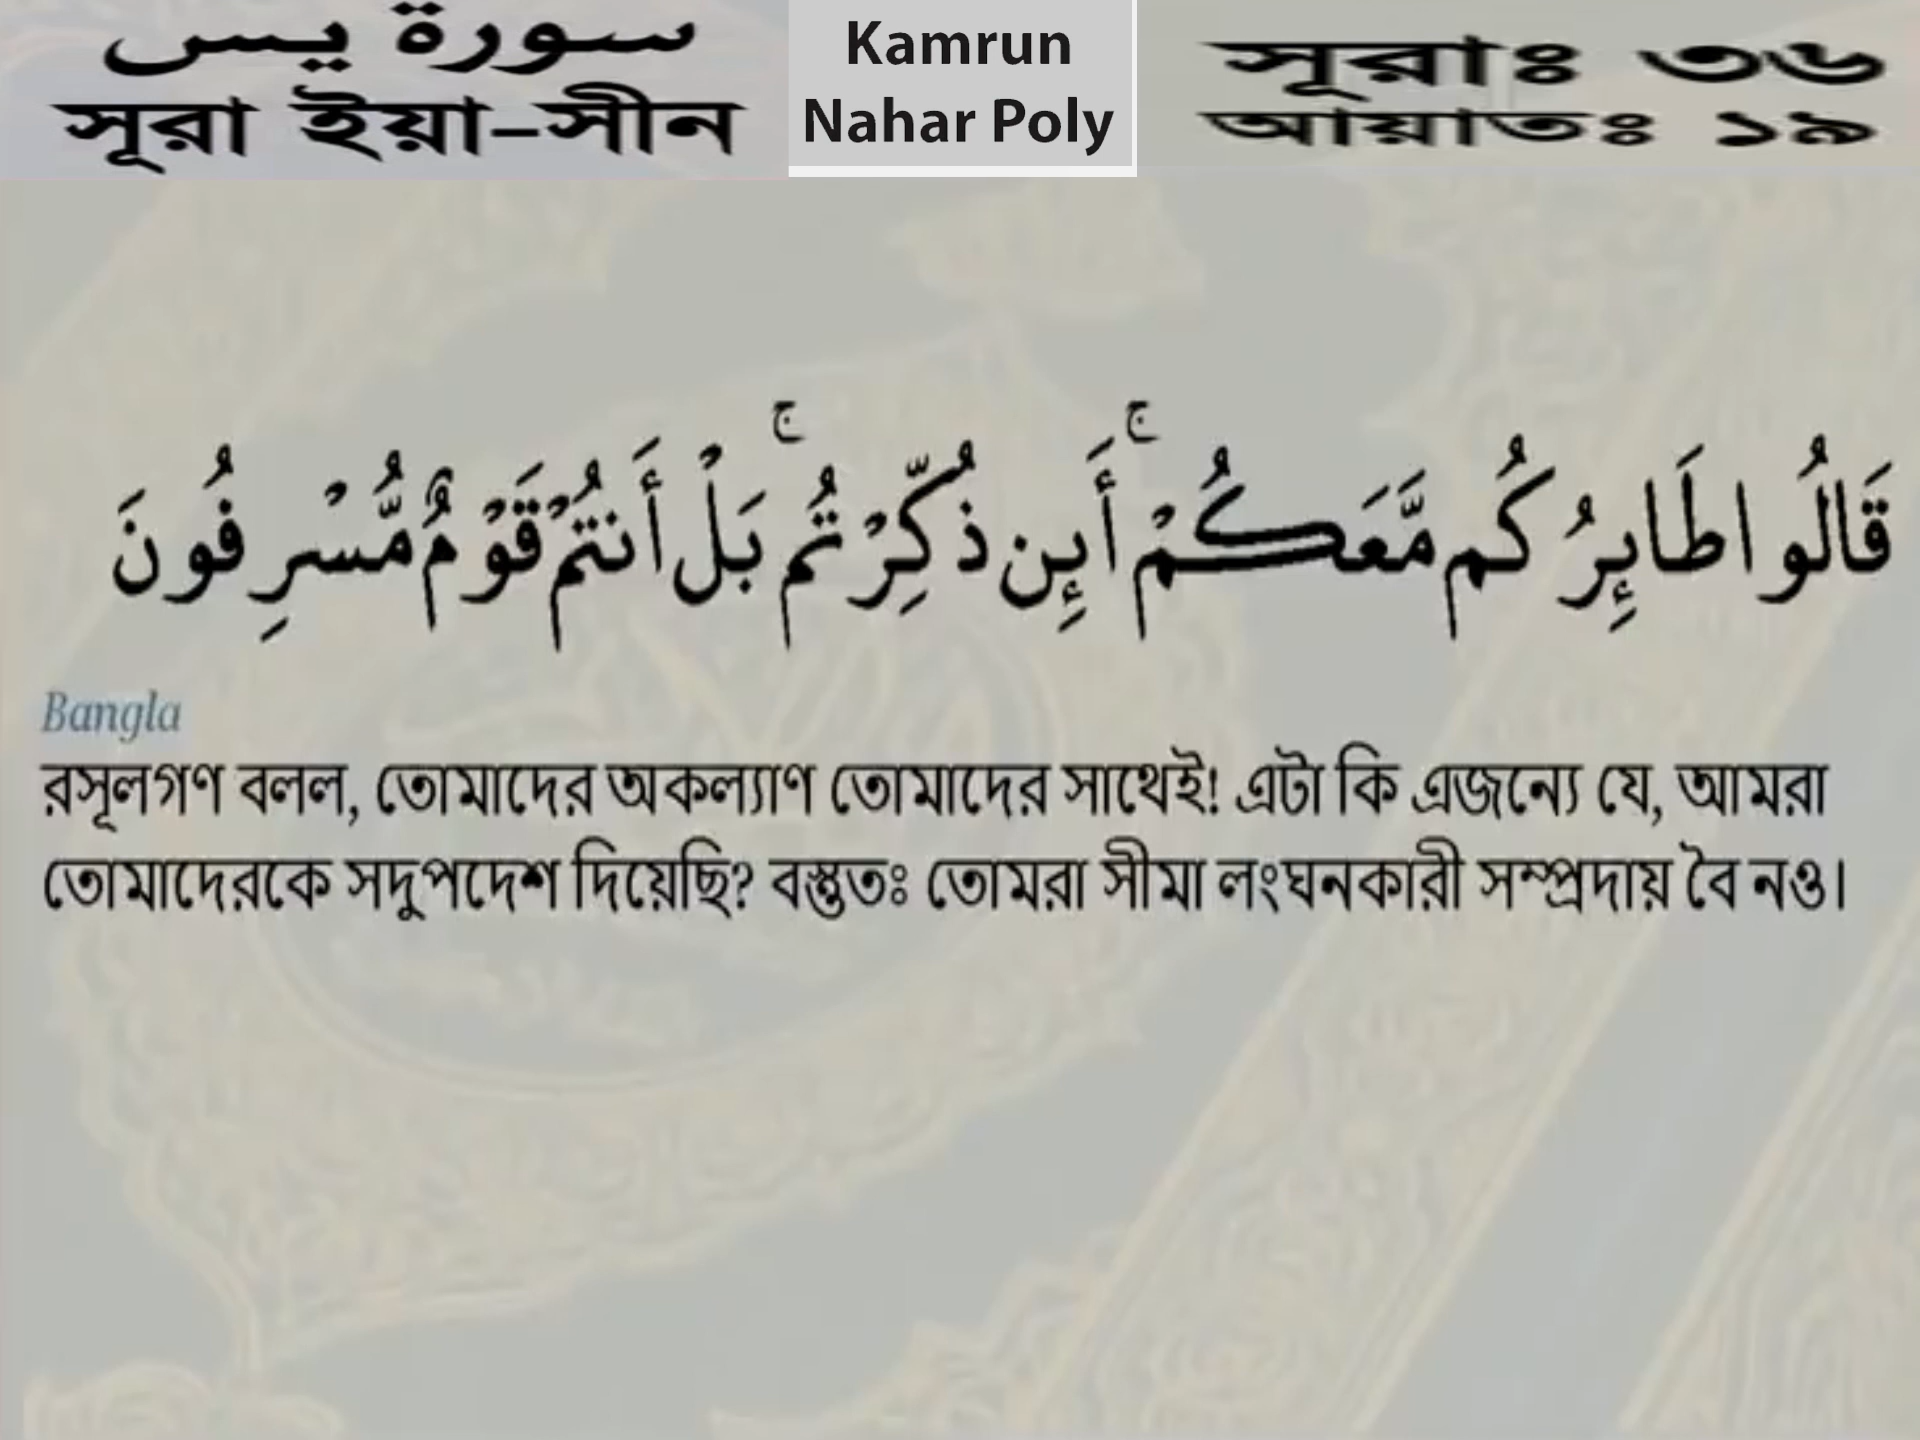 سورة يس
সূরা ইয়া-সীন
Kamrun
Nahar Poly
সূরাঃ ৩৬
আয়াতঃ ১৯
قَالُوا طَائِرُكُم مَّعَكُمْ ۚ أَئِن ذُكِّرْتُم ۚ بَلْ أَنتُمْ قَوْمٌ مُّسْرِفُونَ
Bangla
রসূলগণ বলল, তোমাদের অকল্যাণ তোমাদের সাথেই! এটা কি এজন্যে যে, আমরা
তোমাদেরকে সদুপদেশ দিয়েছি? বস্তুতঃ তোমরা সীমা লংঘনকারী সম্প্রদায় বৈ নও।